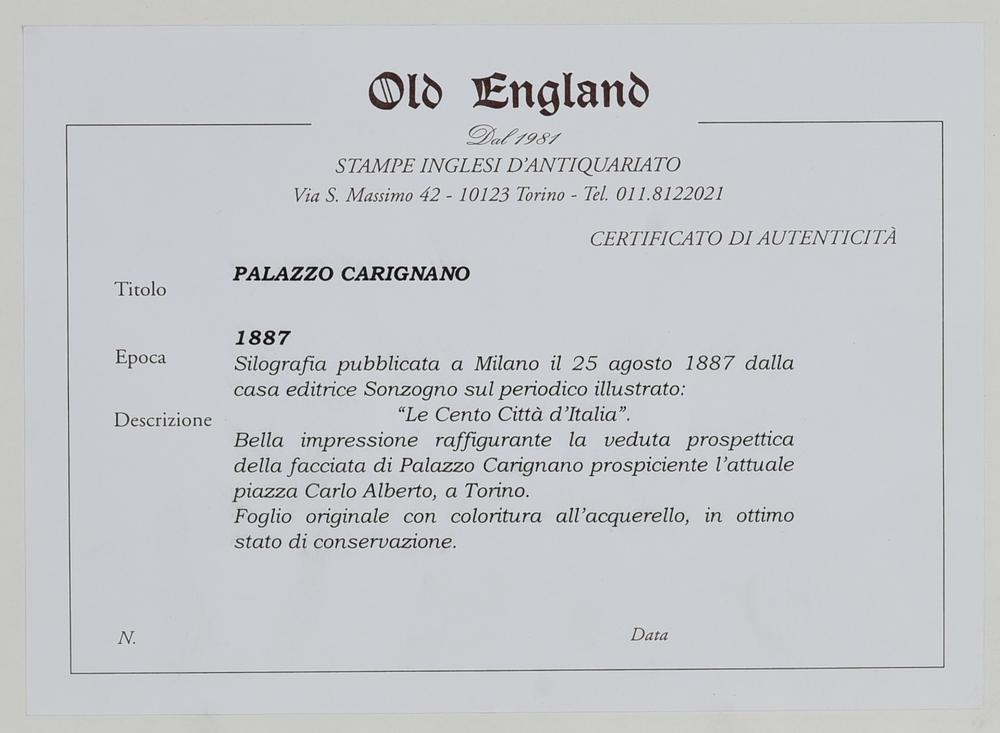 Old England
Dal 1981
STAMPE INGLESI D'ANTIQUARIATO
Via S. Massimo 42 - 10123 Torino - Tel. 011.8122021
CERTIFICATO DI AUTENTICITÀ
Titolo
PALAZZO CARIGNANO
Epoca
1887
Descrizione
Silografia pubblicata a Milano il 25 agosto 1887 dalla
casa editrice Sonzogno sul periodico illustrato:
“Le Cento Città d’Italia”.
Bella impressione raffigurante la veduta prospettica
della facciata di Palazzo Carignano prospiciente l’attuale
piazza Carlo Alberto, a Torino.
Foglio originale con coloritura all’acquerello, in ottimo
stato di conservazione.
N.
Data